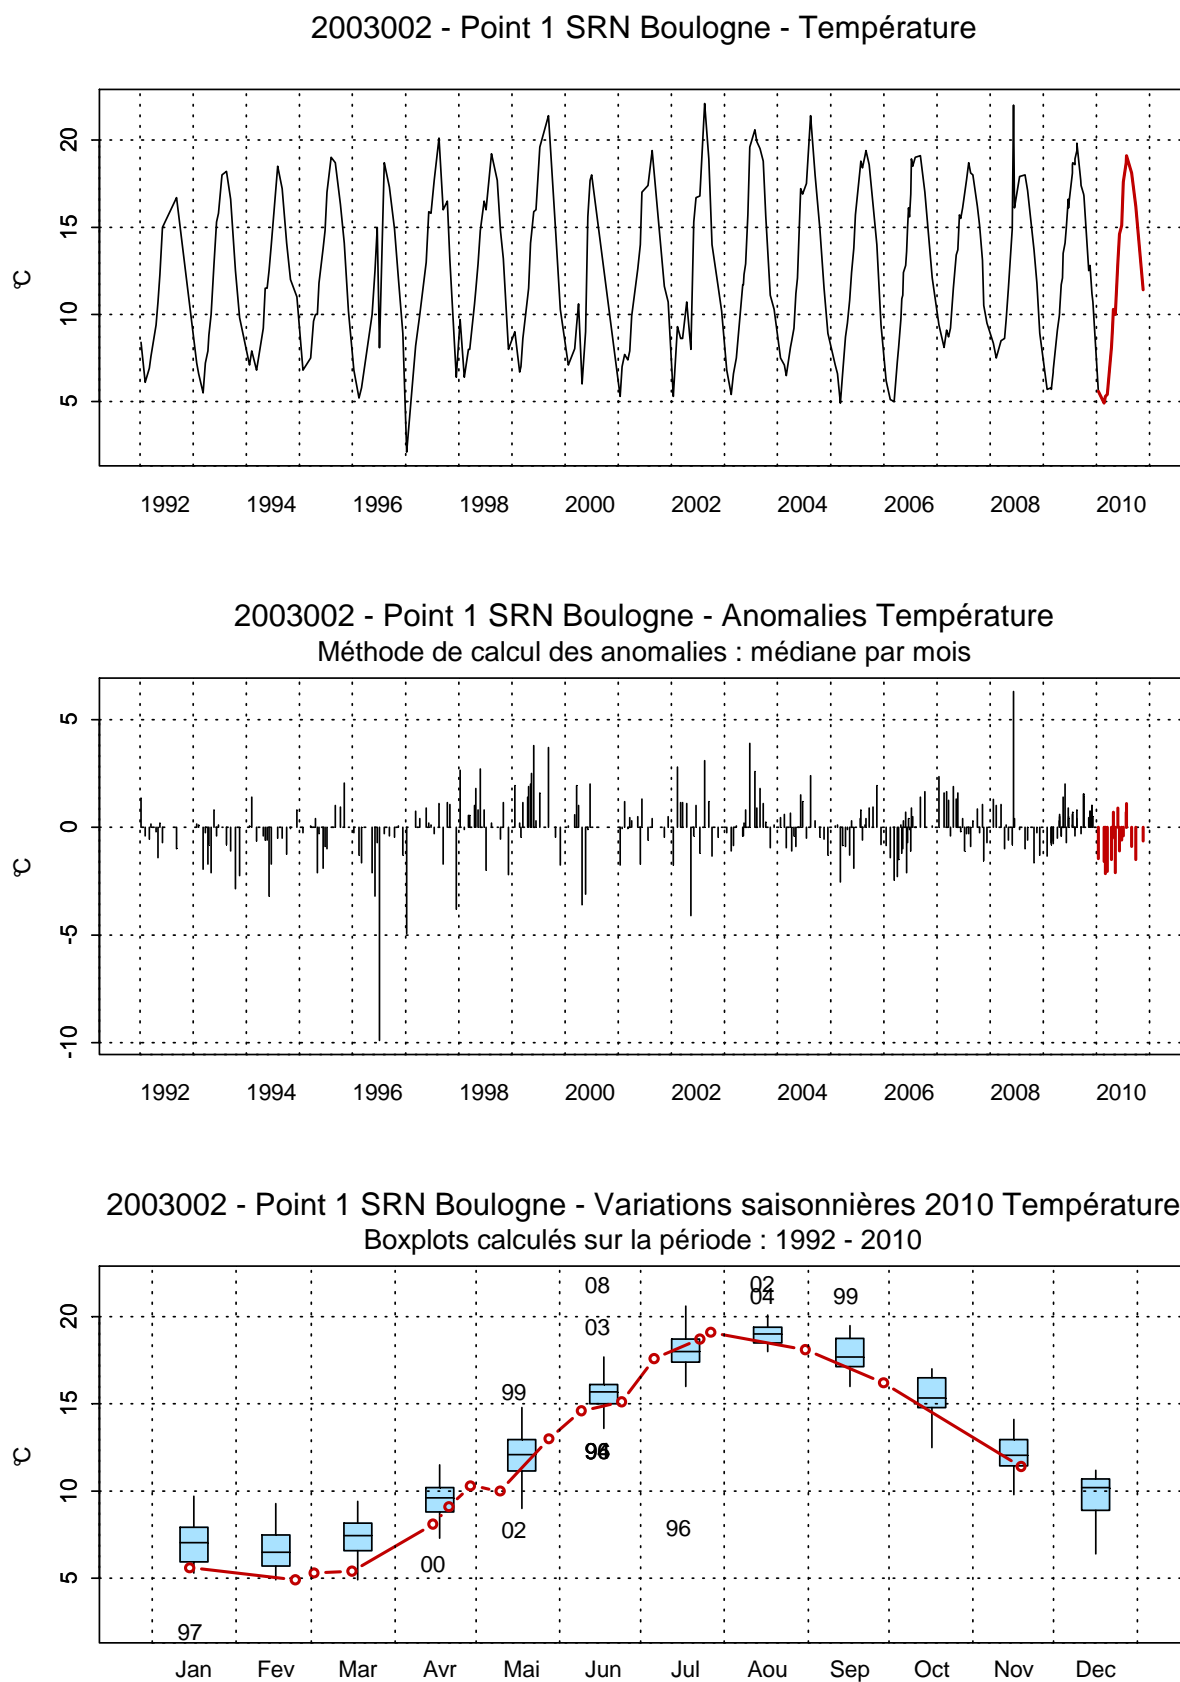 2003002 - Point 1 SRN Boulogne - Température
20
15
10
5
°C
1992 1994 1996 1998 2000 2002 2004 2006 2008 2010
2003002 - Point 1 SRN Boulogne - Anomalies Température
Méthode de calcul des anomalies : médiane par mois
5
0
-5
-10
°C
1992 1994 1996 1998 2000 2002 2004 2006 2008 2010
2003002 - Point 1 SRN Boulogne - Variations saisonnières 2010 Température
Boxplots calculés sur la période : 1992 - 2010
08 02
04 99
20
03
99
15
96
10
02 96
00
5
97
°C
Jan Fev Mar Avr Mai Jun Jul Aou Sep Oct Nov Dec